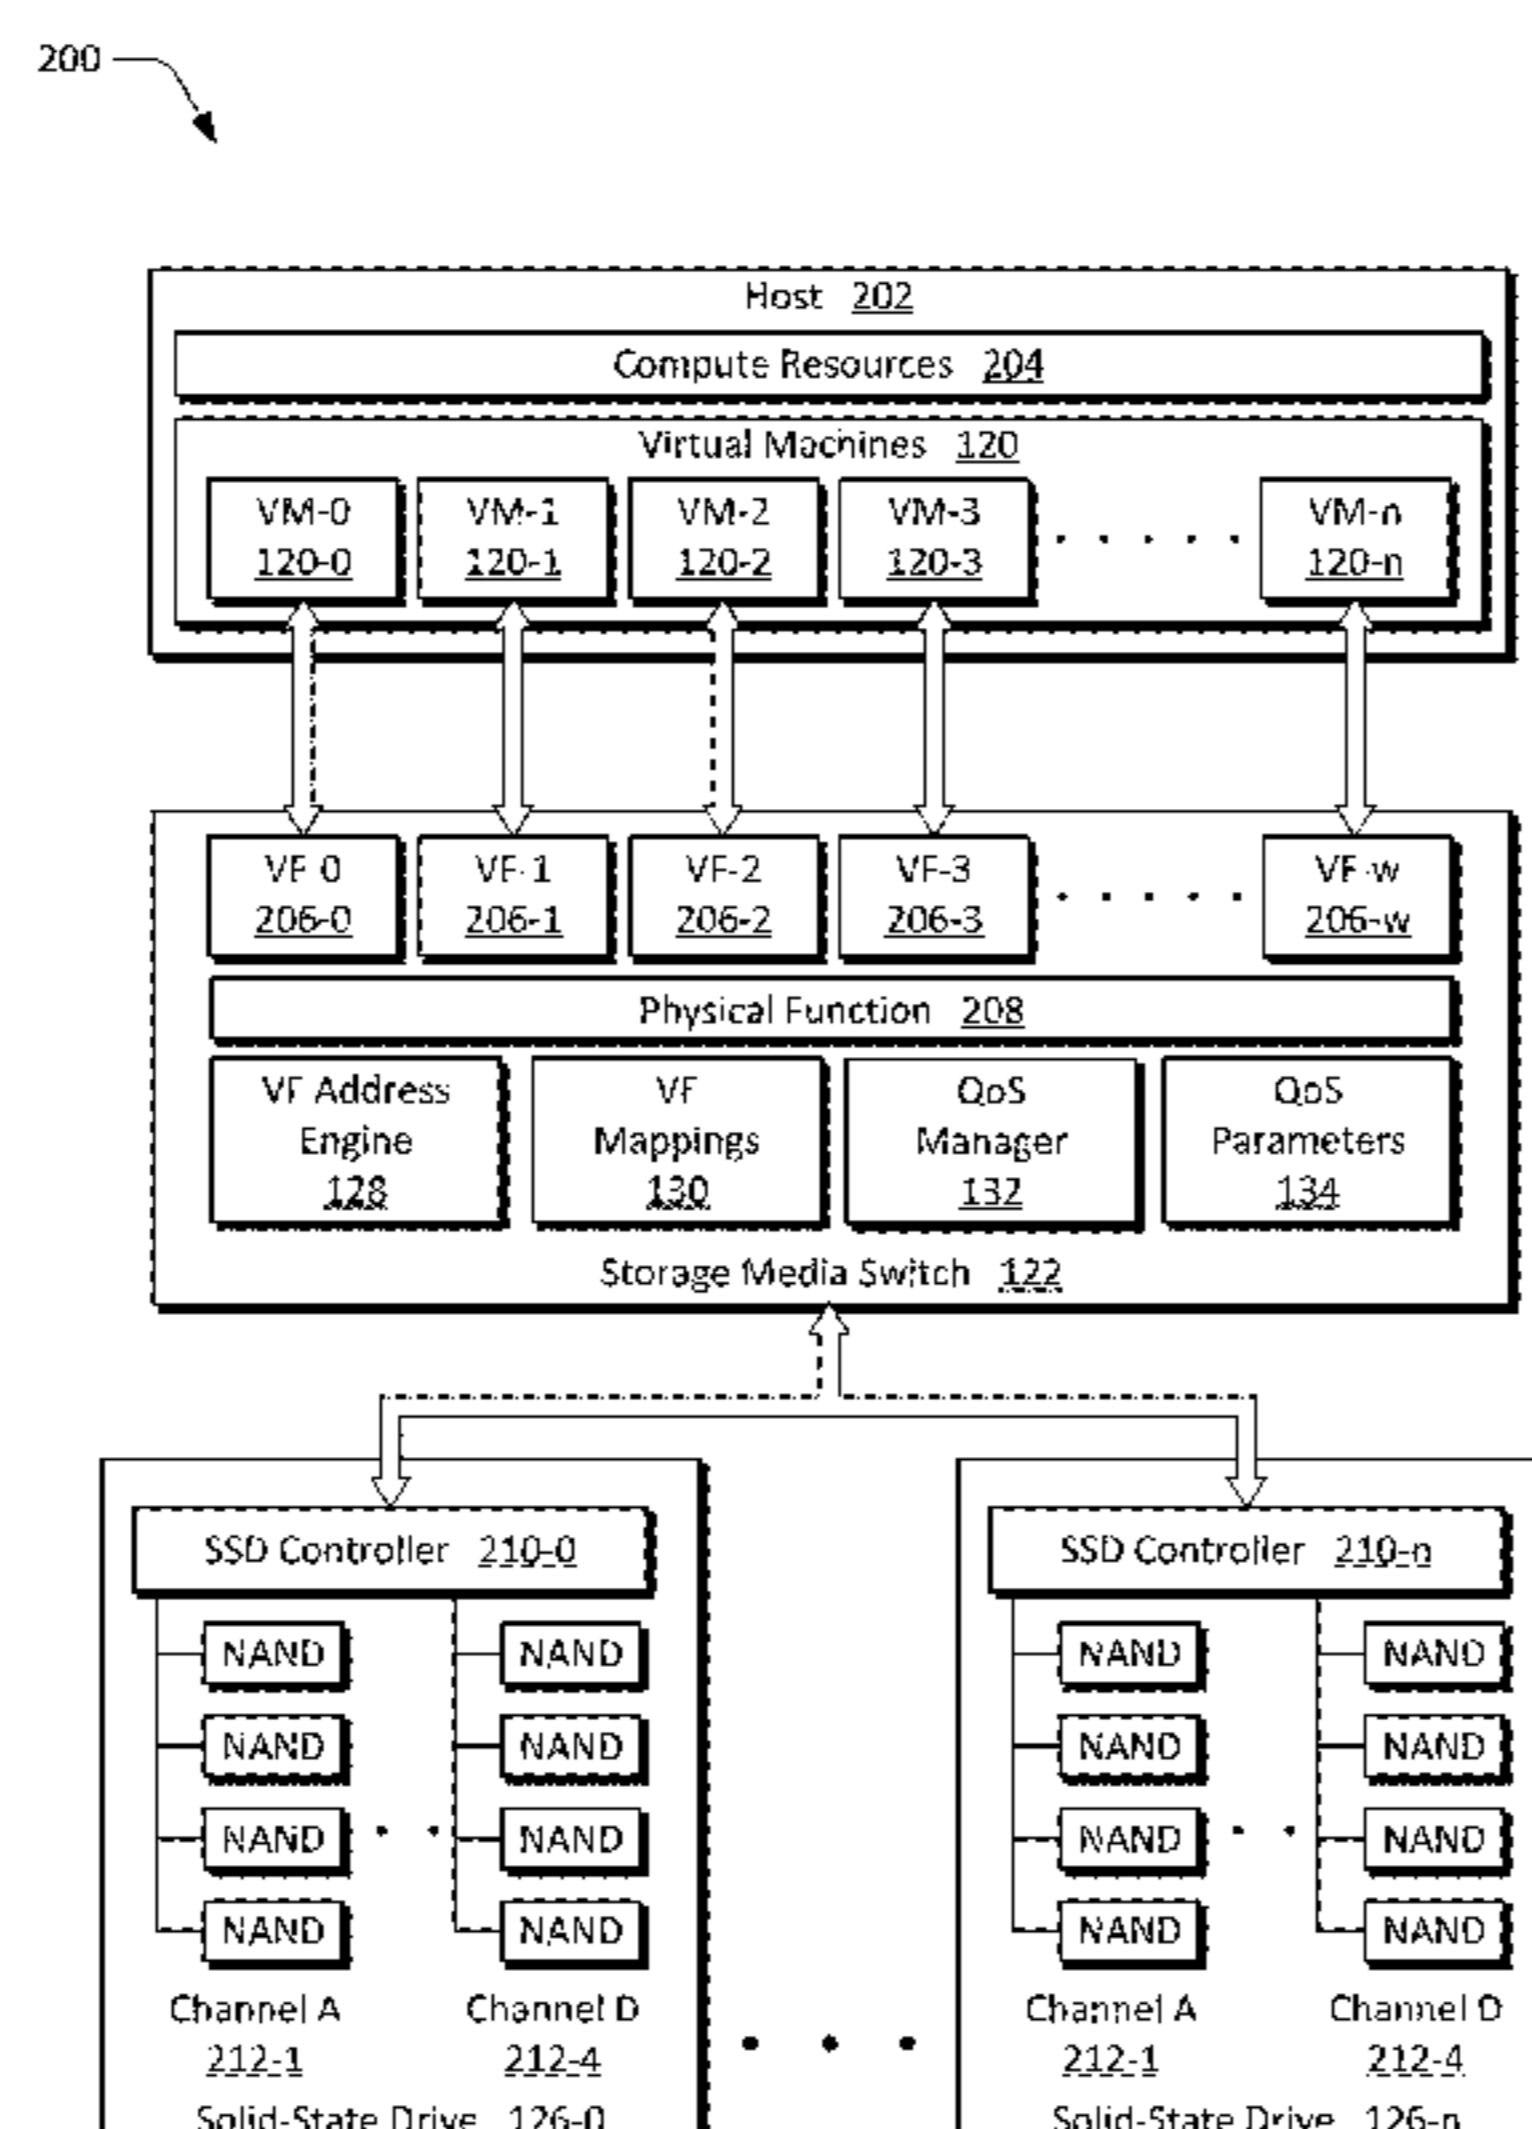 200
Host 202
Compute Resources 204
Virtual Machines 120
VM-0 VM-1 VM-2 VM-3 VM-n
120-0 120-1 120-2 120-3 120-n
VF-0 VF-1 VF-2 VF-3 VF-w
206-0 206-1 206-2 206-3 206-w
Physical Function 208
VF Address Engine 128
VF Mappings 130
QoS Manager 132
QoS Parameters 134
Storage Media Switch 122
SSD Controller 210-0 SSD Controller 210-n
NAND NAND NAND NAND
NAND NAND NAND NAND
NAND NAND NAND NAND
NAND NAND NAND NAND
Channel A Channel D Channel A Channel D
212-1 212-4 212-1 212-4
Solid-State Drive 126-0 Solid-State Drive 126-n